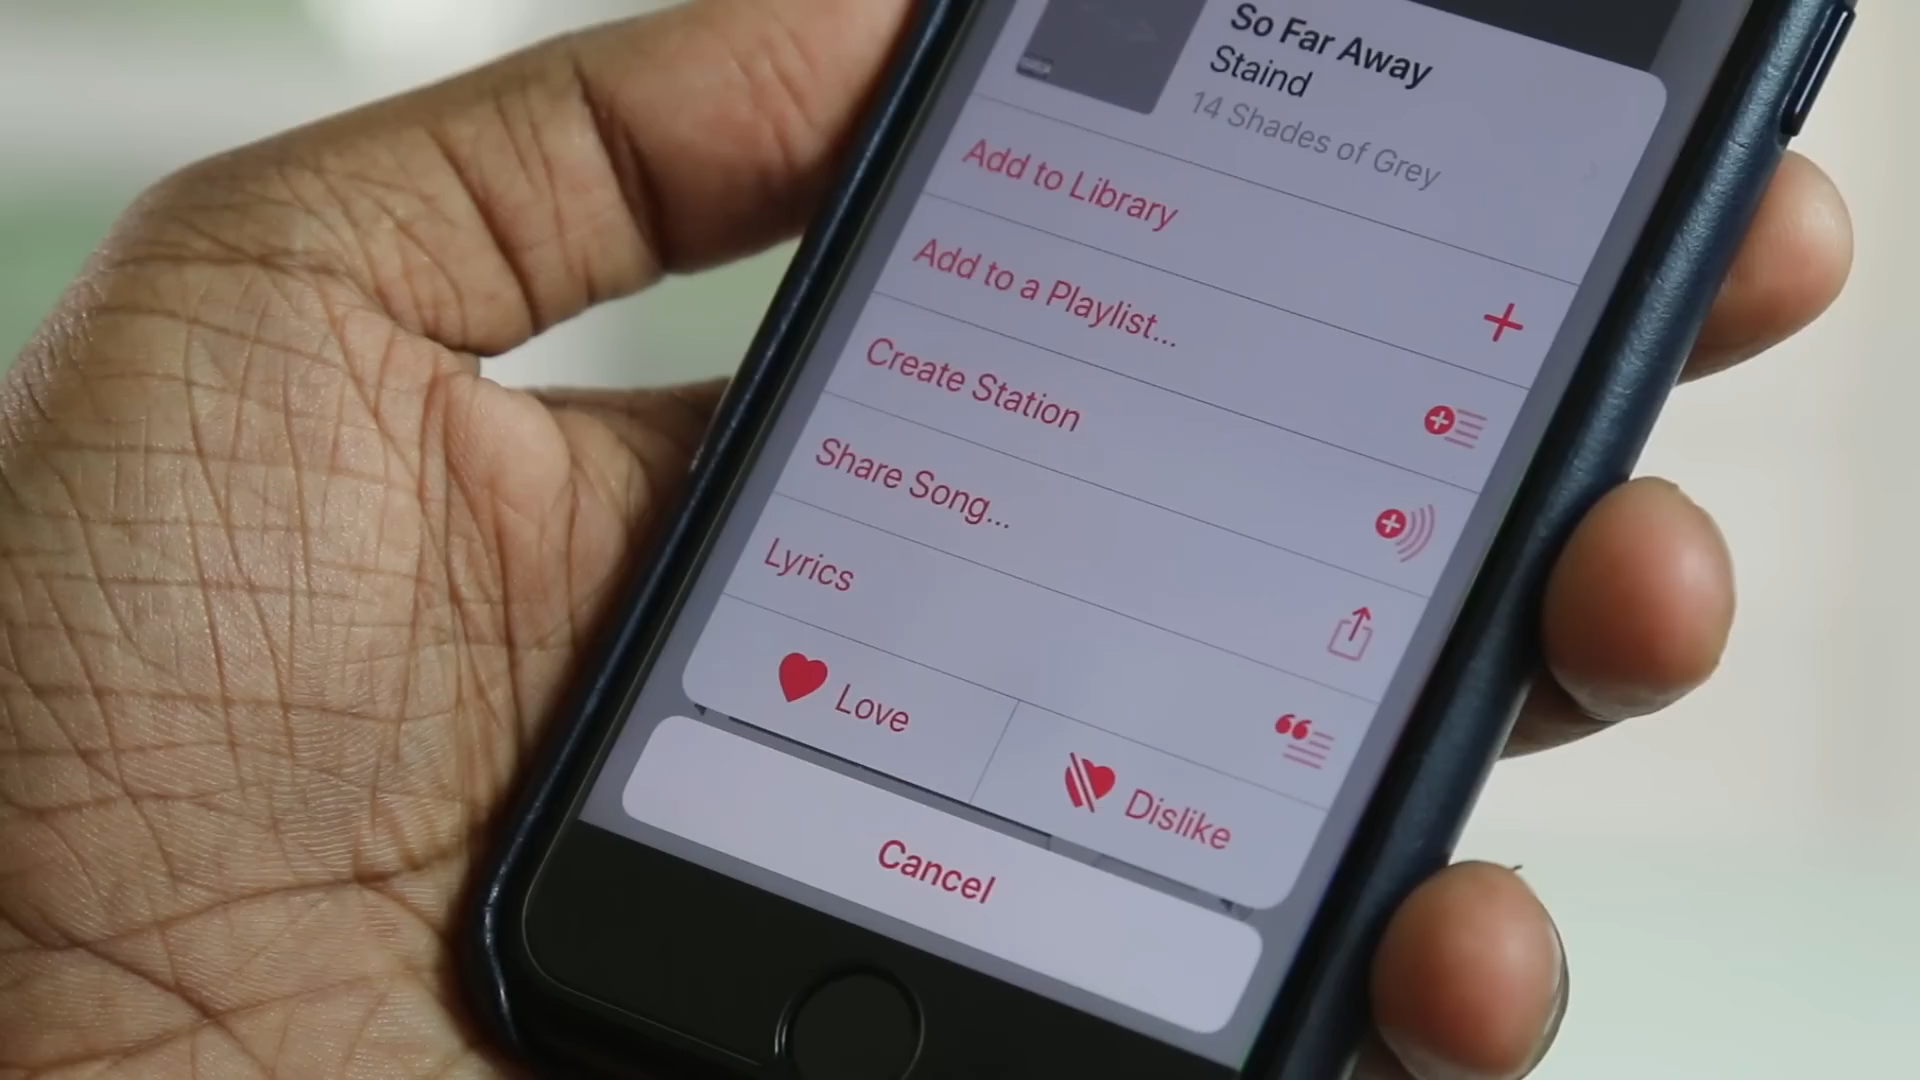 So Far Away
Staind
14 Shades of Grey
Add to Library
Add to a Playlist...
Create Station
Share Song...
Lyrics
Love
Dislike
Cancel